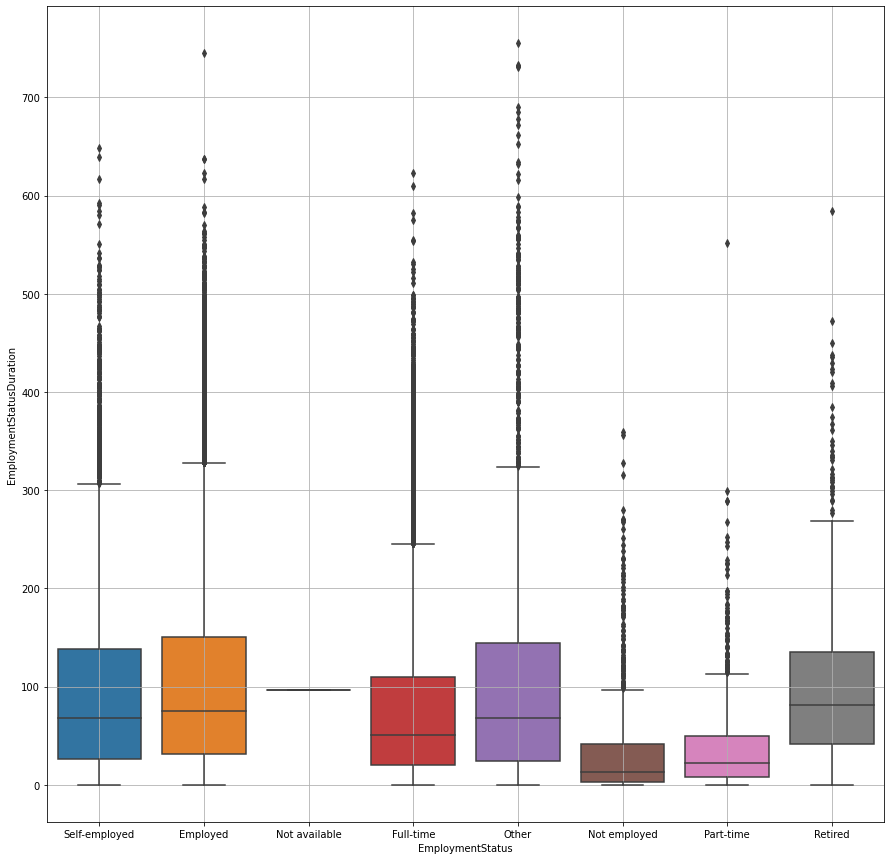 EmploymentStatusDuration
700
600
500
400
300
200
100
0
Self-employed Employed Not available Full-time Other Not employed Part-time Retired
EmploymentStatus